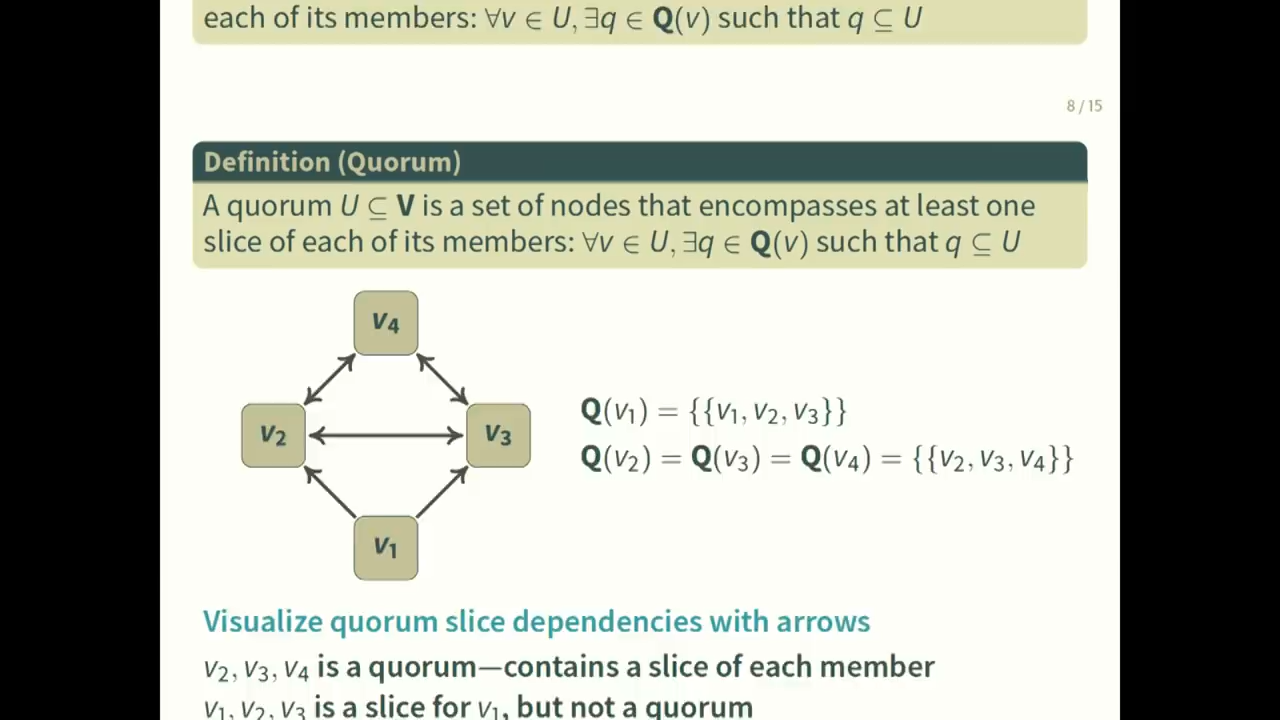 each of its members: ∀v ∈ U, ∃q ∈ Q(v) such that q ⊆ U
8 / 15
Definition (Quorum)
A quorum U ⊆ V is a set of nodes that encompasses at least one
slice of each of its members: ∀v ∈ U, ∃q ∈ Q(v) such that q ⊆ U
v₄
v₂
v₃
v₁
Q(v₁) = {{v₁, v₂, v₃}}
Q(v₂) = Q(v₃) = Q(v₄) = {{v₂, v₃, v₄}}
Visualize quorum slice dependencies with arrows
v₂, v₃, v₄ is a quorum—contains a slice of each member
v₁, v₂, v₃ is a slice for v₁, but not a quorum